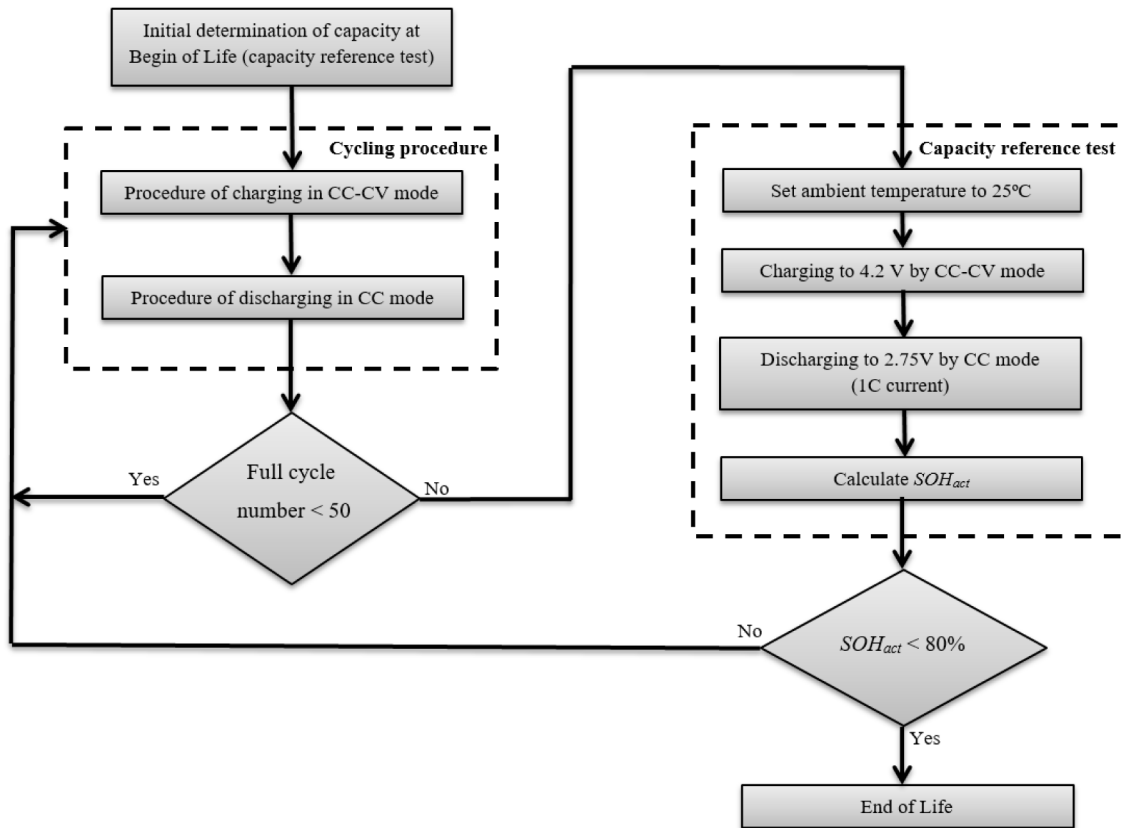 Initial determination of capacity at
Begin of Life (capacity reference test)
Cycling procedure
Procedure of charging in CC-CV mode
Procedure of discharging in CC mode
Full cycle
number < 50
Yes
No
Capacity reference test
Set ambient temperature to 25ºC
Charging to 4.2 V by CC-CV mode
Discharging to 2.75V by CC mode
(1C current)
Calculate SOHact
SOHact < 80%
No
Yes
End of Life